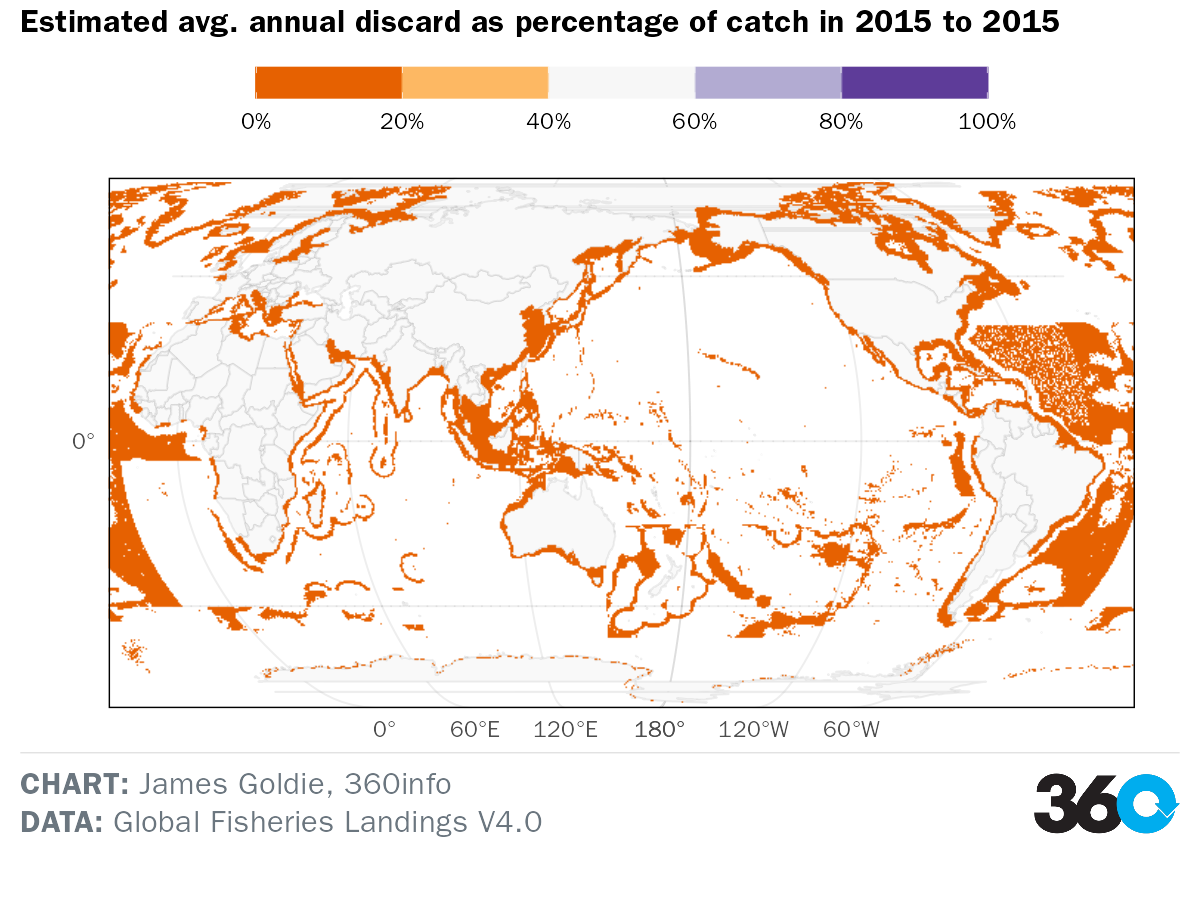 Estimated avg. annual discard as percentage of catch in 2015 to 2015
0% 20% 40% 60% 80% 100%
0°
0° 60°E 120°E 180° 120°W 60°W
CHART: James Goldie, 360info
DATA: Global Fisheries Landings V4.0
360